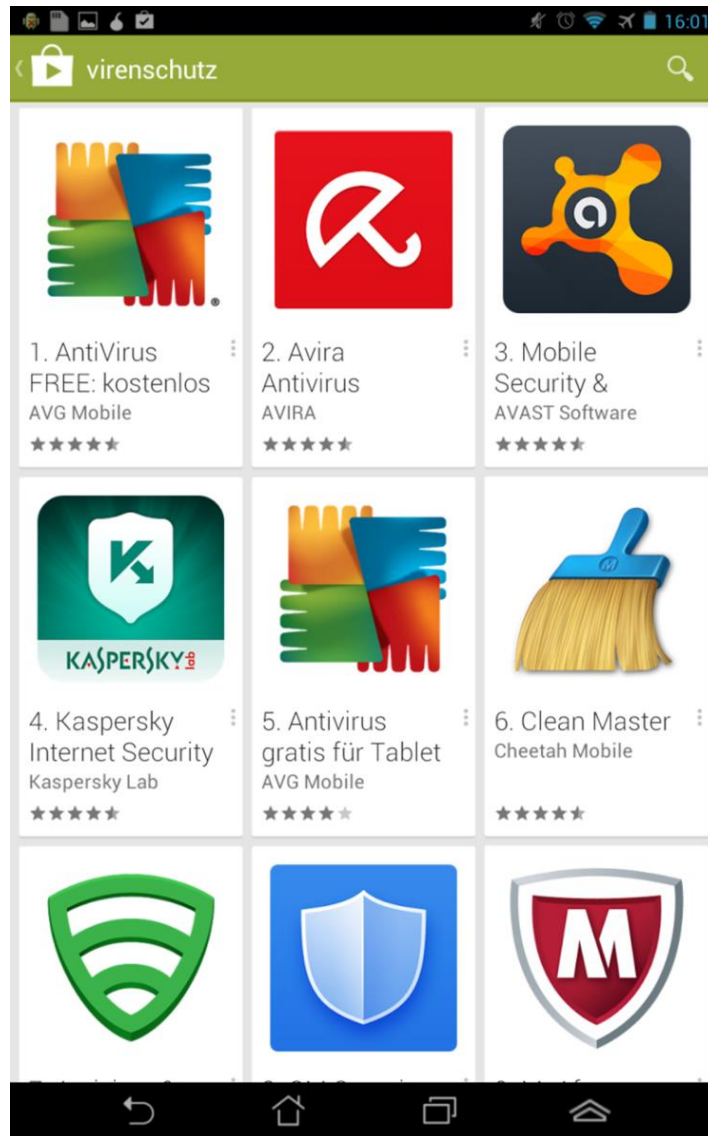 16:01
virenschutz
1. AntiVirus
FREE: kostenlos
AVG Mobile
2. Avira
Antivirus
AVIRA
3. Mobile
Security &
AVAST Software
KASPERSKY lab
4. Kaspersky
Internet Security
Kaspersky Lab
5. Antivirus
gratis für Tablet
AVG Mobile
6. Clean Master
Cheetah Mobile